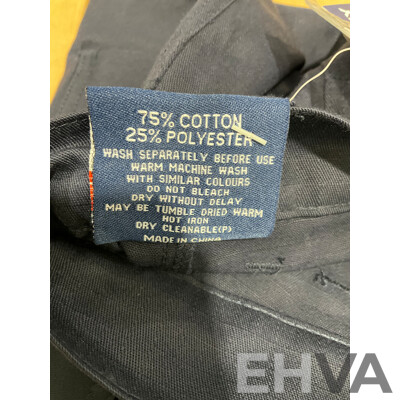 75% COTTON
25% POLYESTER
WASH SEPARATELY BEFORE USE
WARM MACHINE WASH
WITH SIMILAR COLOURS
DO NOT BLEACH
DRY WITHOUT DELAY
MAY BE TUMBLE DRIED WARM
HOT IRON
DRY CLEANABLE(P)
MADE IN CHINA
EHVA